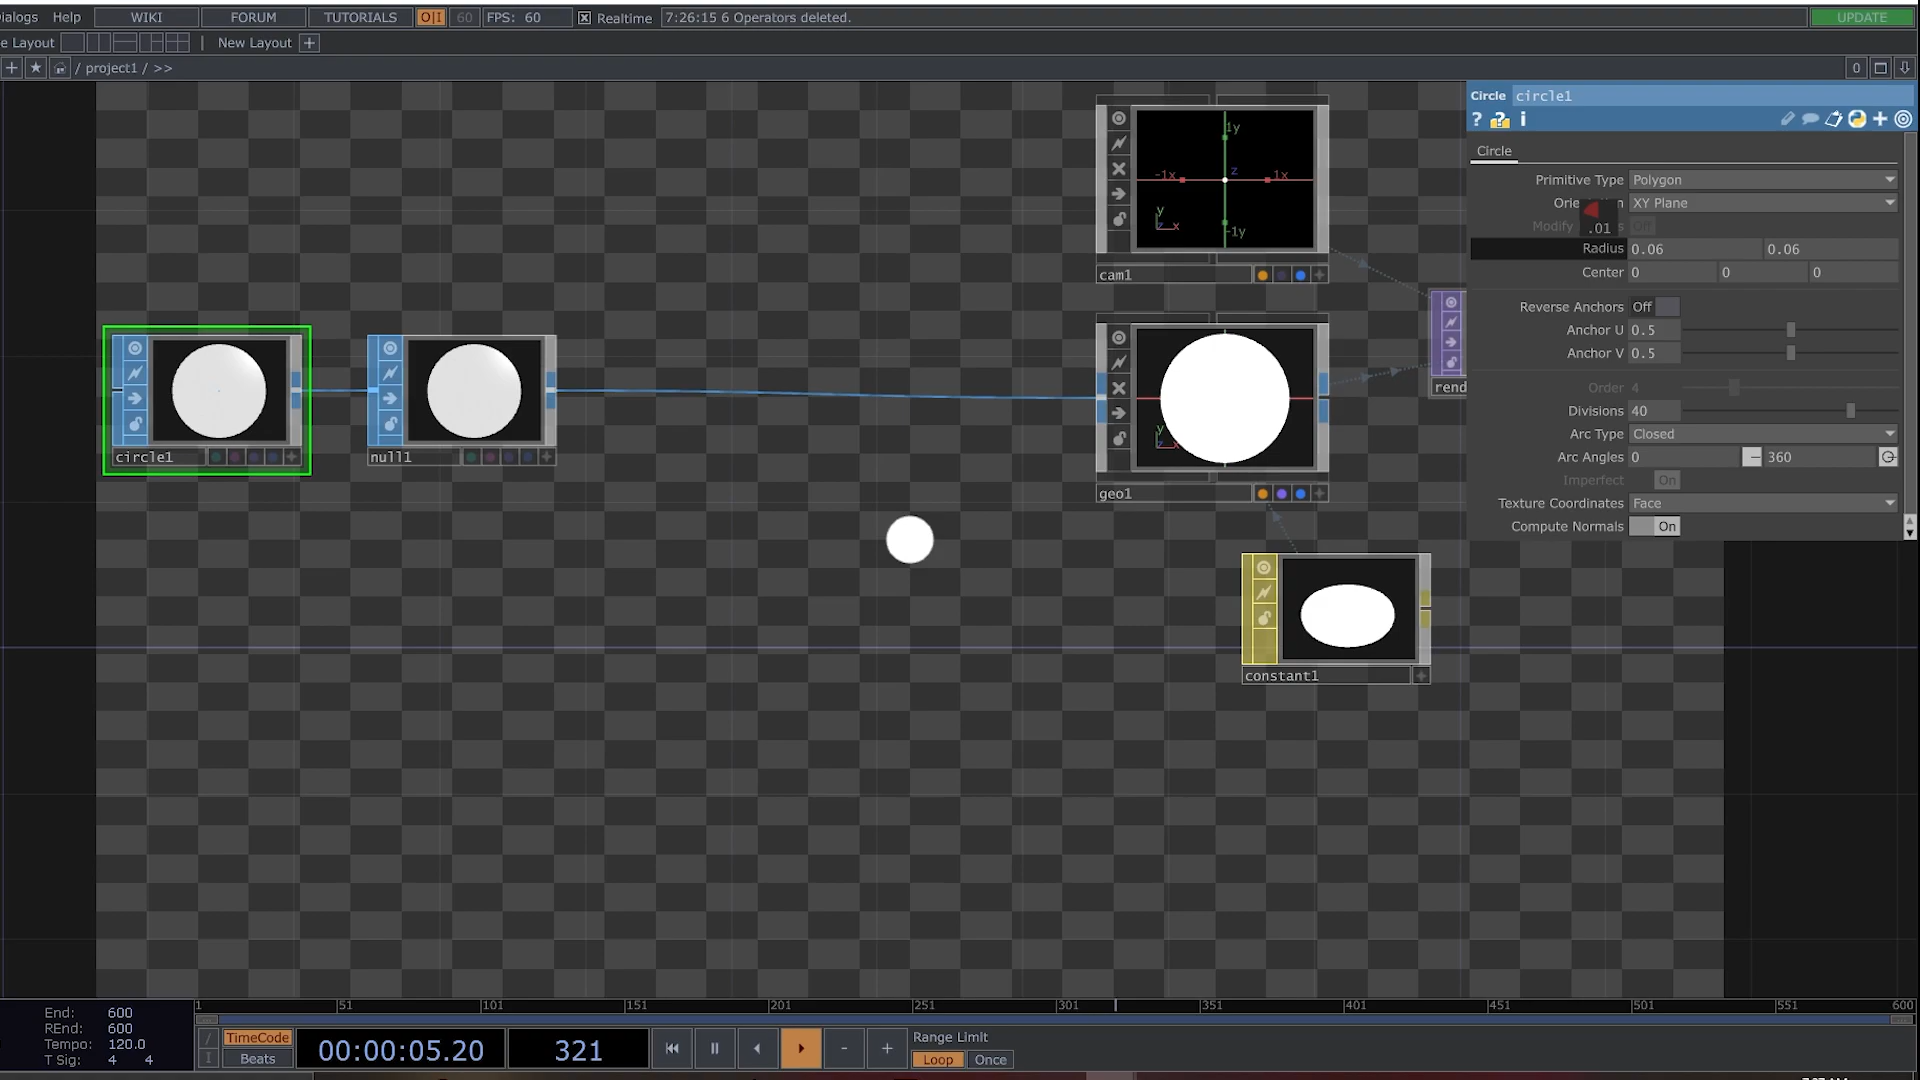 ialogs Help WIKI FORUM TUTORIALS O|I 60 FPS: 60 Realtime 7:26:15 6 Operators deleted. UPDATE
e Layout | New Layout +
+ / project1 / >> 0
Circle circle1
? ? i
Circle
Primitive Type Polygon
XY Plane
Modify Off
.01
Radius 0.06 0.06
Center 0 0 0
Reverse Anchors Off
Anchor U 0.5
Anchor V 0.5
Order 4
Divisions 40
Arc Type Closed
Arc Angles 0 360
Imperfect On
Texture Coordinates Face
Compute Normals On
1y
-1x z 1x
y
x
-1y
cam1
y
x
geo1
rend
circle1
null1
constant1
1 51 101 151 201 251 301 351 401 451 501 551 600
End: 600
REnd: 600
Tempo: 120.0
T Sig: 4 4
/ TimeCode
I Beats
00:00:05.20 321
- +
Range Limit
Loop Once